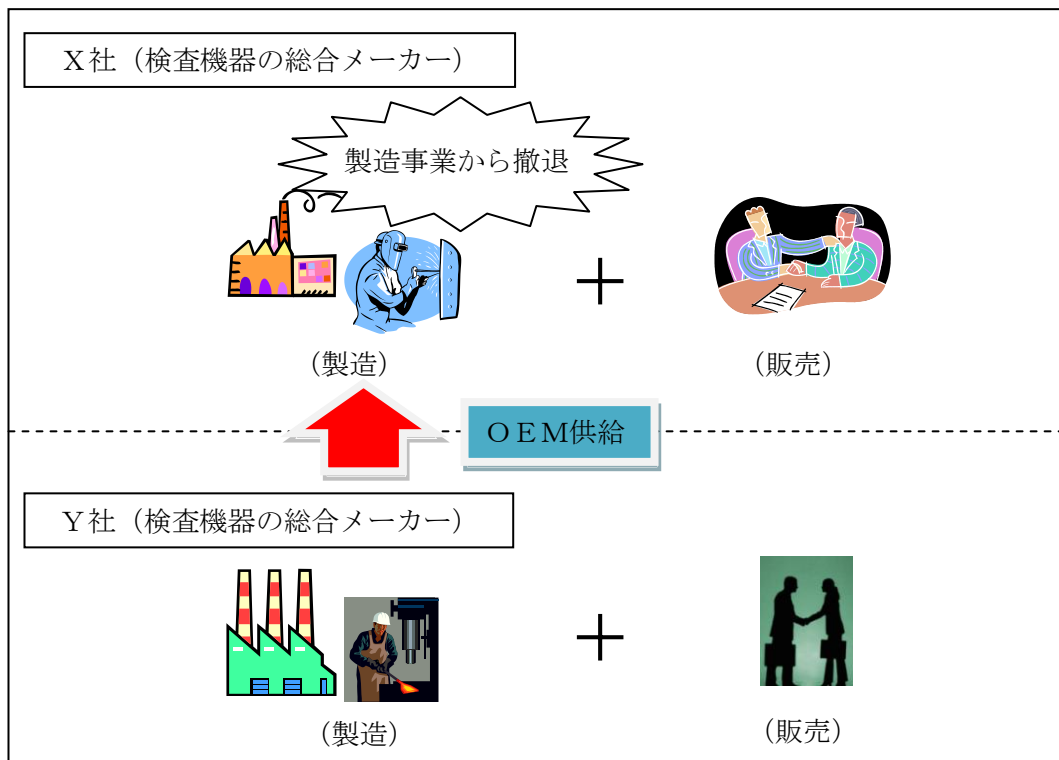 X社（検査機器の総合メーカー）
製造事業から撤退
＋
（製造）
（販売）
ＯＥＭ供給
Ｙ社（検査機器の総合メーカー）
＋
（製造）
（販売）